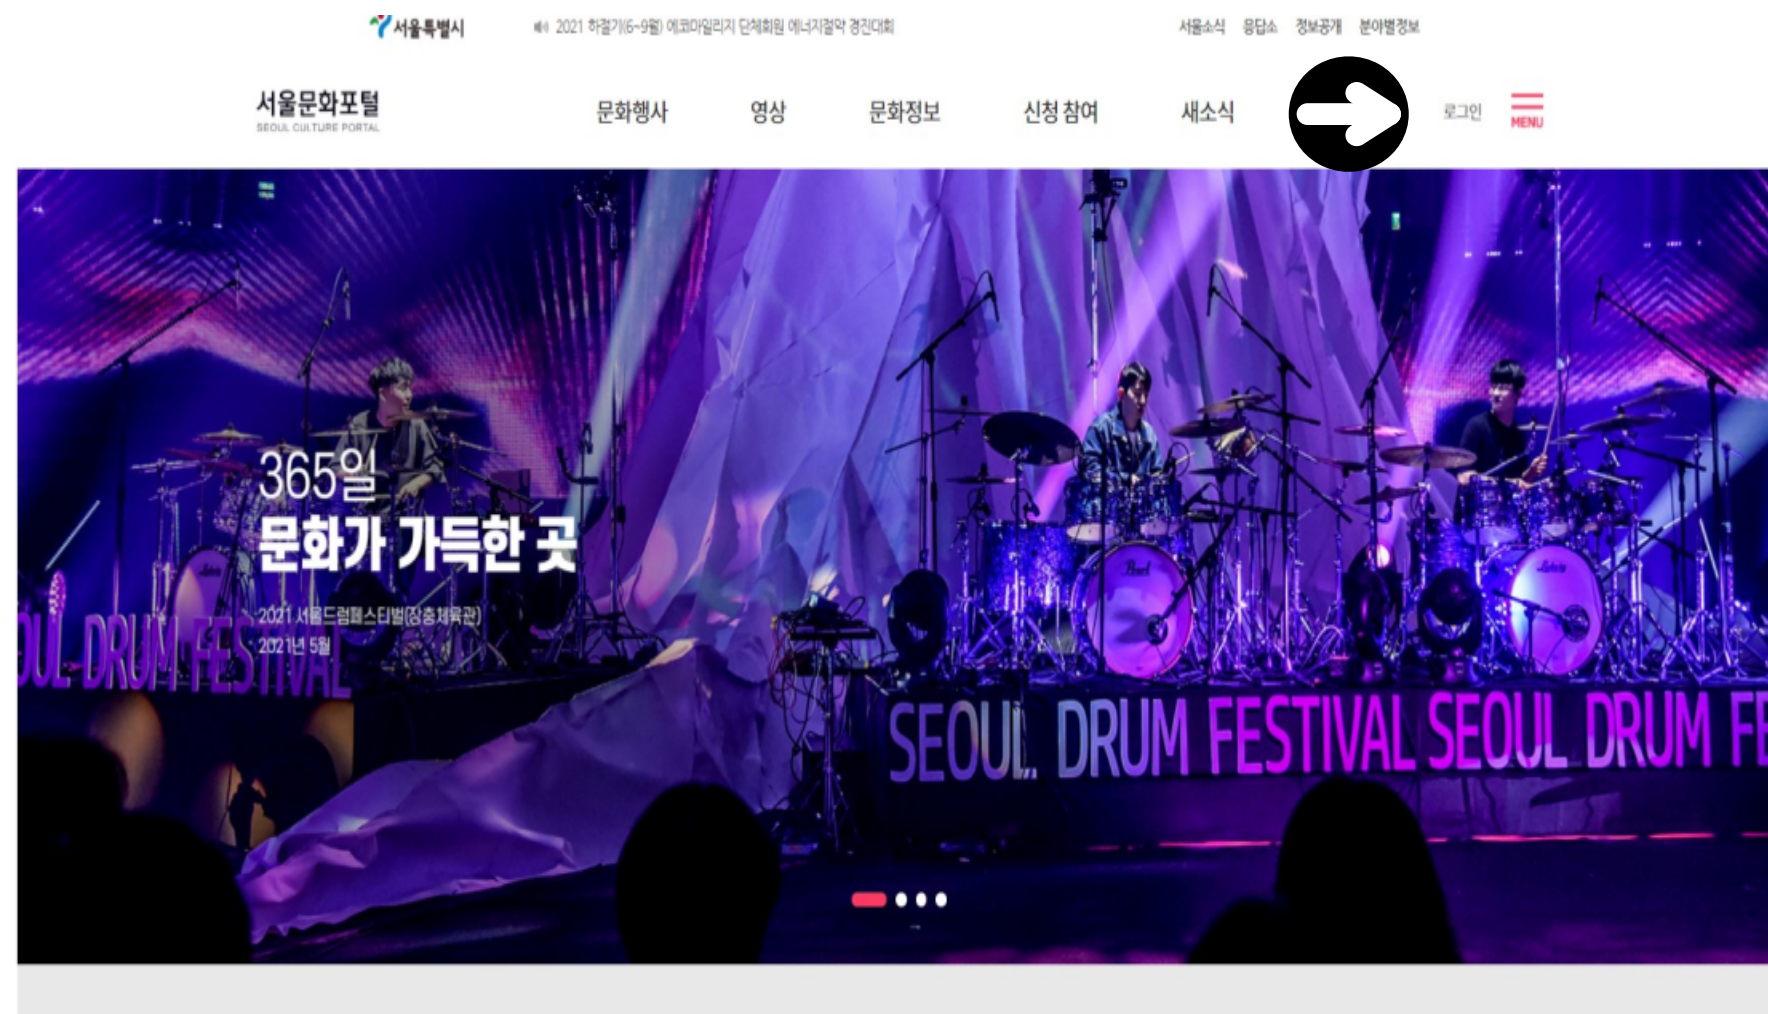 서울특별시
2021 하절기(6~9월) 에코마일리지 단체회원 에너지절약 경진대회
서울소식 응답소 정보공개 분야별정보
서울문화포털
SEOUL CULTURE PORTAL
문화행사 영상 문화정보 신청 참여 새소식
로그인
MENU
365일
문화가 가득한 곳
2021 서울드럼페스티벌(장충체육관)
2021년 5월
OUL DRUM FESTIVAL
Ludwig
Pearl
Ludwig
SEOUL DRUM FESTIVAL SEOUL DRUM FE